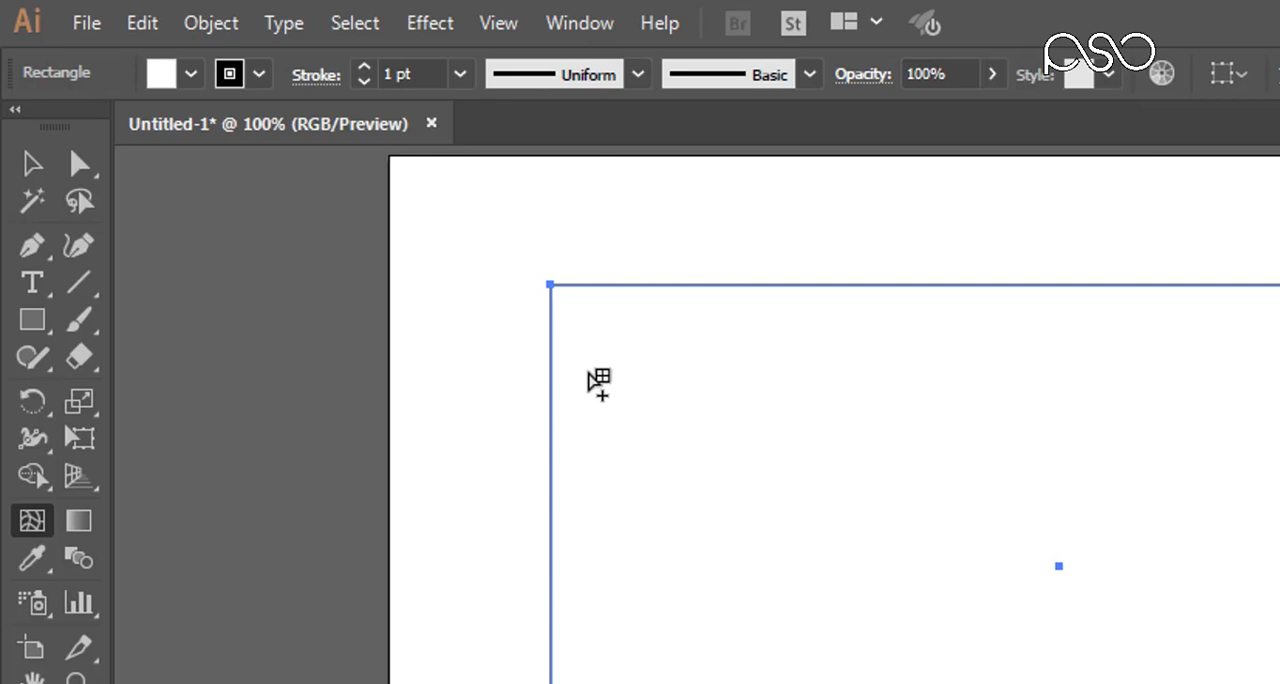 Ai File Edit Object Type Select Effect View Window Help Br St
Rectangle Stroke: 1 pt Uniform Basic Opacity: 100% Style:
Untitled-1* @ 100% (RGB/Preview)